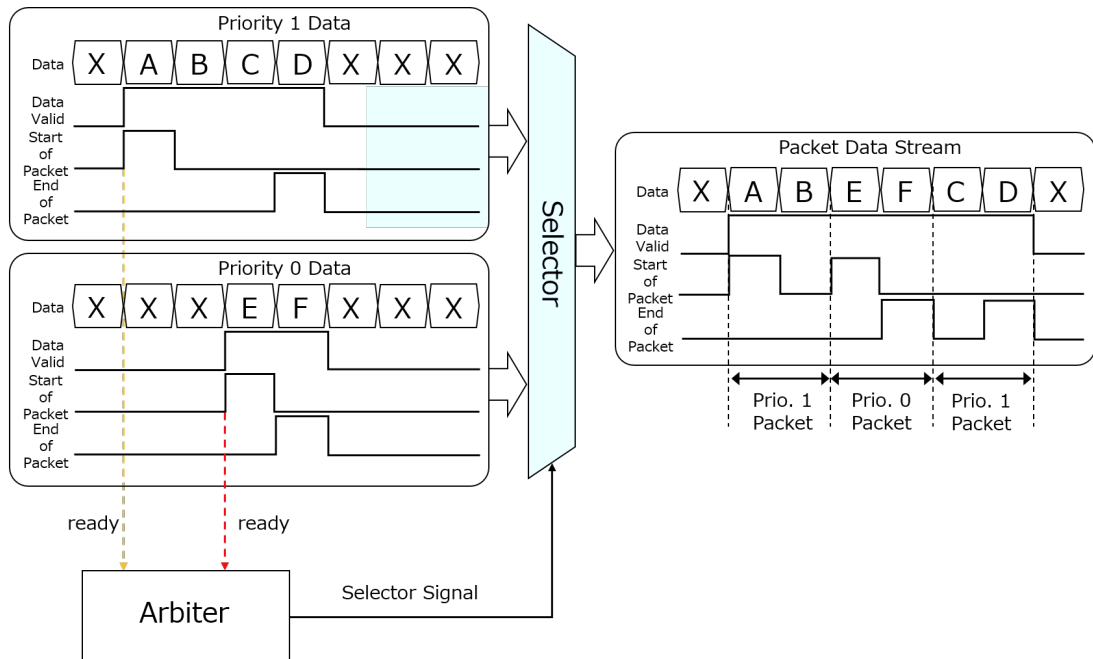 Priority 1 Data
Data X A B C D X X X
Data
Valid
Start
of
Packet
End
of
Packet
Priority 0 Data
Data X X X E F X X X
Data
Valid
Start
of
Packet
End
of
Packet
ready
ready
Arbiter
Selector Signal
Selector
Packet Data Stream
Data X A B E F C D X
Data
Valid
Start
of
Packet
End
of
Packet
Prio. 1
Packet
Prio. 0
Packet
Prio. 1
Packet